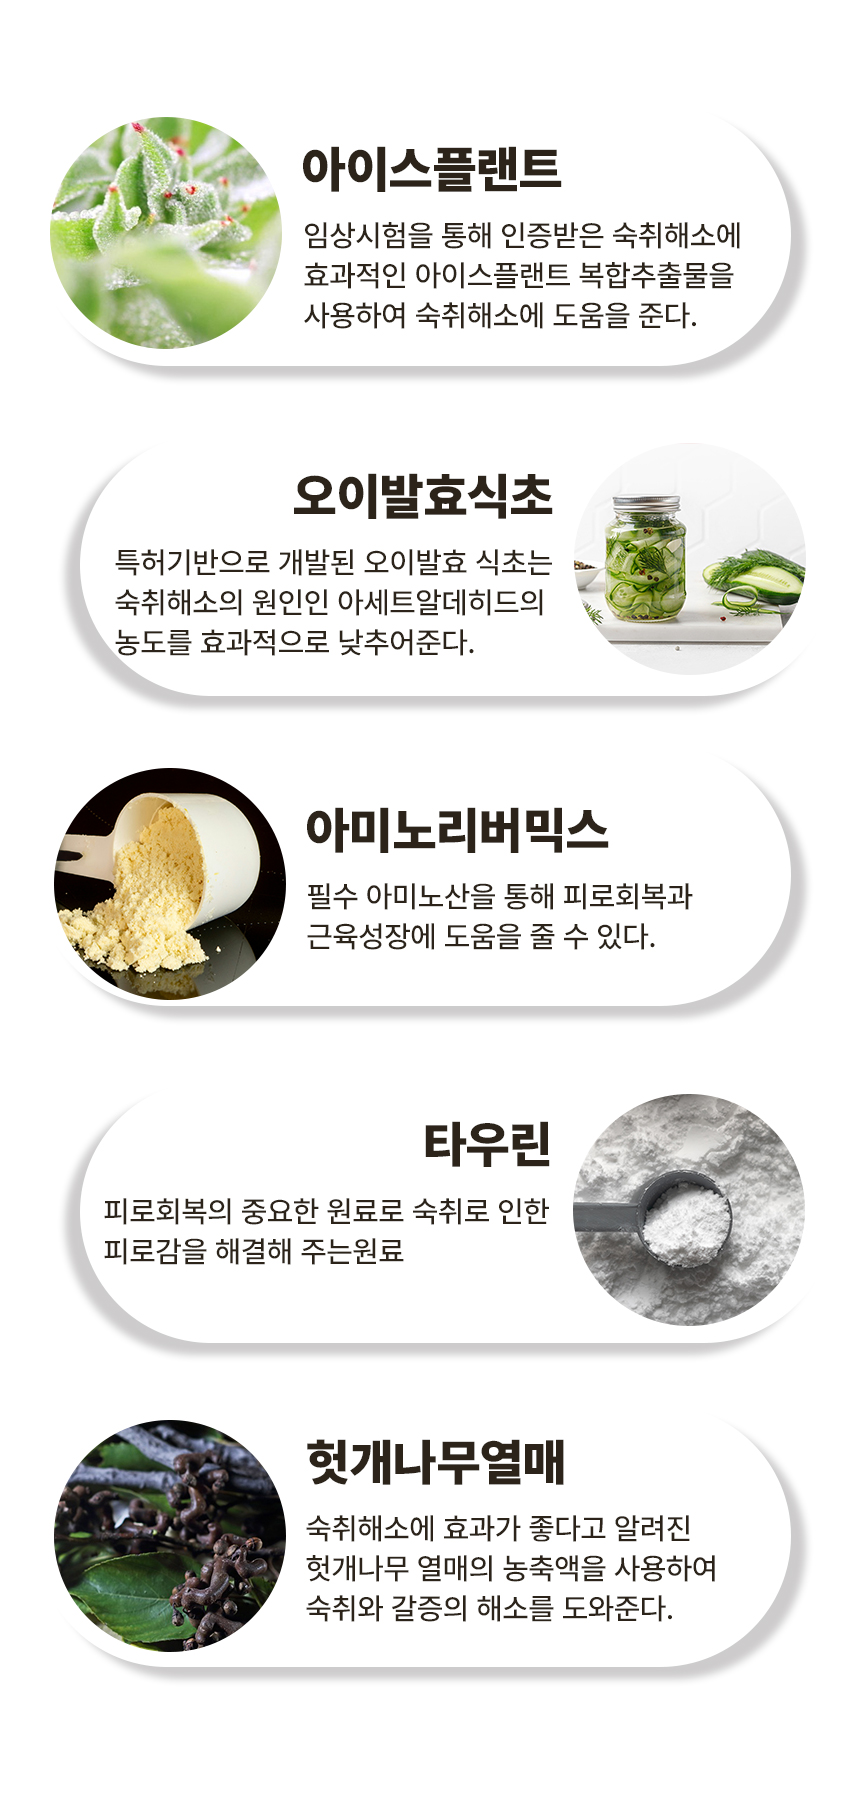 아이스플랜트
임상시험을 통해 인증받은 숙취해소에
효과적인 아이스플랜트 복합추출물을
사용하여 숙취해소에 도움을 준다.
오이발효식초
특허기반으로 개발된 오이발효 식초는
숙취해소의 원인인 아세트알데히드의
농도를 효과적으로 낮추어준다.
아미노리버믹스
필수 아미노산을 통해 피로회복과
근육성장에 도움을 줄 수 있다.
타우린
피로회복의 중요한 원료로 숙취로 인한
피로감을 해결해 주는원료
헛개나무열매
숙취해소에 효과가 좋다고 알려진
헛개나무 열매의 농축액을 사용하여
숙취와 갈증의 해소를 도와준다.